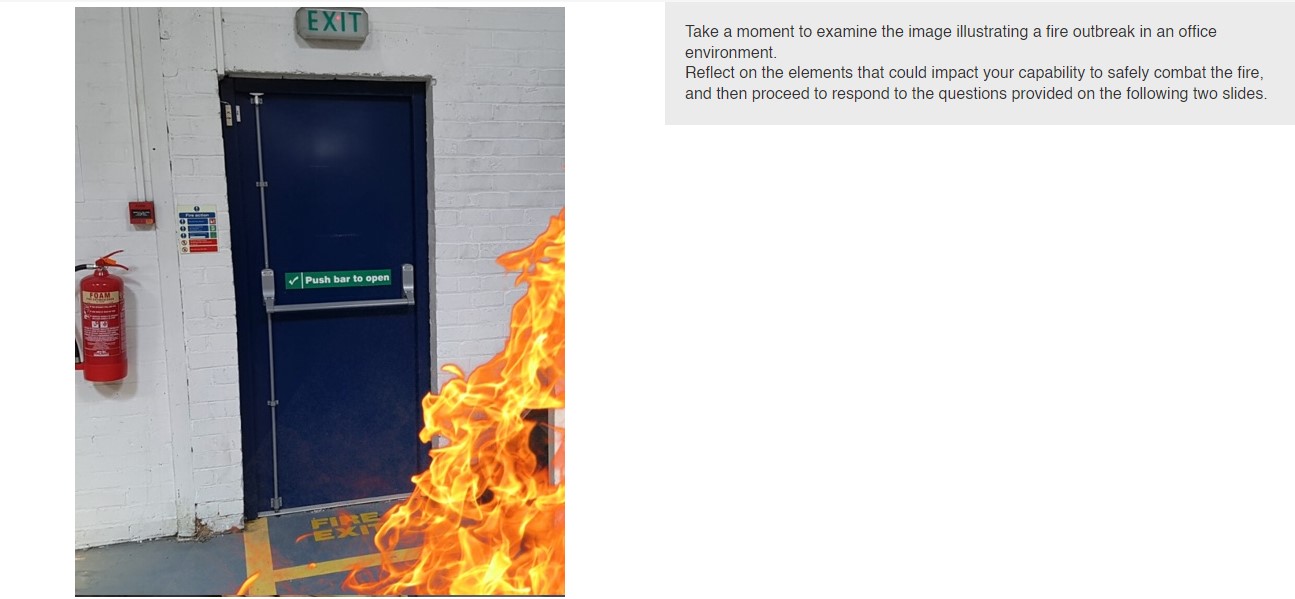 EXIT
Take a moment to examine the image illustrating a fire outbreak in an office
environment.
Reflect on the elements that could impact your capability to safely combat the fire,
and then proceed to respond to the questions provided on the following two slides.
Fire action
Push bar to open
FOAM
FIRE
EXIT